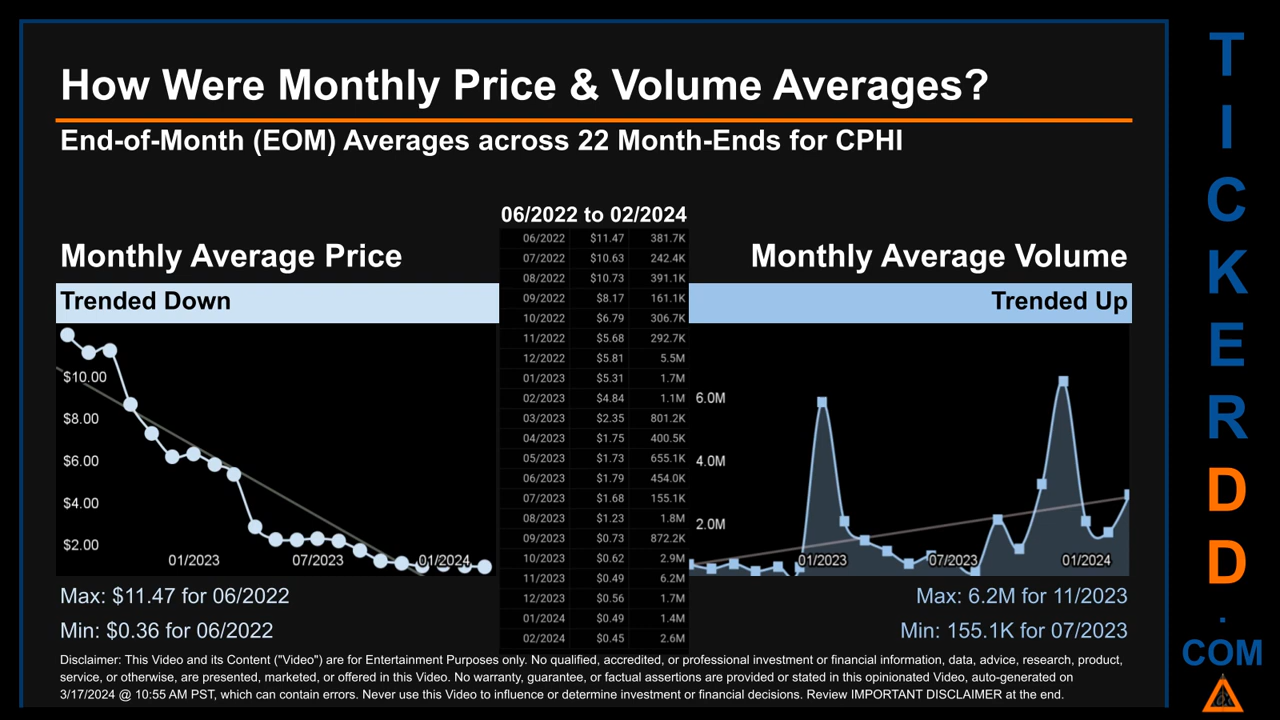 How Were Monthly Price & Volume Averages?
End-of-Month (EOM) Averages across 22 Month-Ends for CPHI
06/2022 to 02/2024
Monthly Average Price
Monthly Average Volume
Trended Down
Trended Up
06/2022 $11.47 381.7K
07/2022 $10.63 242.4K
08/2022 $10.73 391.1K
09/2022 $8.17 161.1K
10/2022 $6.79 306.7K
11/2022 $5.68 292.7K
12/2022 $5.81 5.5M
01/2023 $5.31 1.7M
02/2023 $4.84 1.1M
03/2023 $2.35 801.2K
04/2023 $1.75 400.5K
05/2023 $1.73 655.1K
06/2023 $1.79 454.0K
07/2023 $1.68 155.1K
08/2023 $1.23 1.8M
09/2023 $0.73 872.2K
10/2023 $0.62 2.9M
11/2023 $0.49 6.2M
12/2023 $0.56 1.7M
01/2024 $0.49 1.4M
02/2024 $0.45 2.6M
$10.00
$8.00
$6.00
$4.00
$2.00
01/2023 07/2023 01/2024
6.0M
4.0M
2.0M
01/2023 07/2023 01/2024
Max: $11.47 for 06/2022
Min: $0.36 for 06/2022
Max: 6.2M for 11/2023
Min: 155.1K for 07/2023
Disclaimer: This Video and its Content ("Video") are for Entertainment Purposes only. No qualified, accredited, or professional investment or financial information, data, advice, research, product,
service, or otherwise, are presented, marketed, or offered in this Video. No warranty, guarantee, or factual assertions are provided or stated in this opinionated Video, auto-generated on
3/17/2024 @ 10:55 AM PST, which can contain errors. Never use this Video to influence or determine investment or financial decisions. Review IMPORTANT DISCLAIMER at the end.
T
I
C
K
E
R
D
D
.
COM